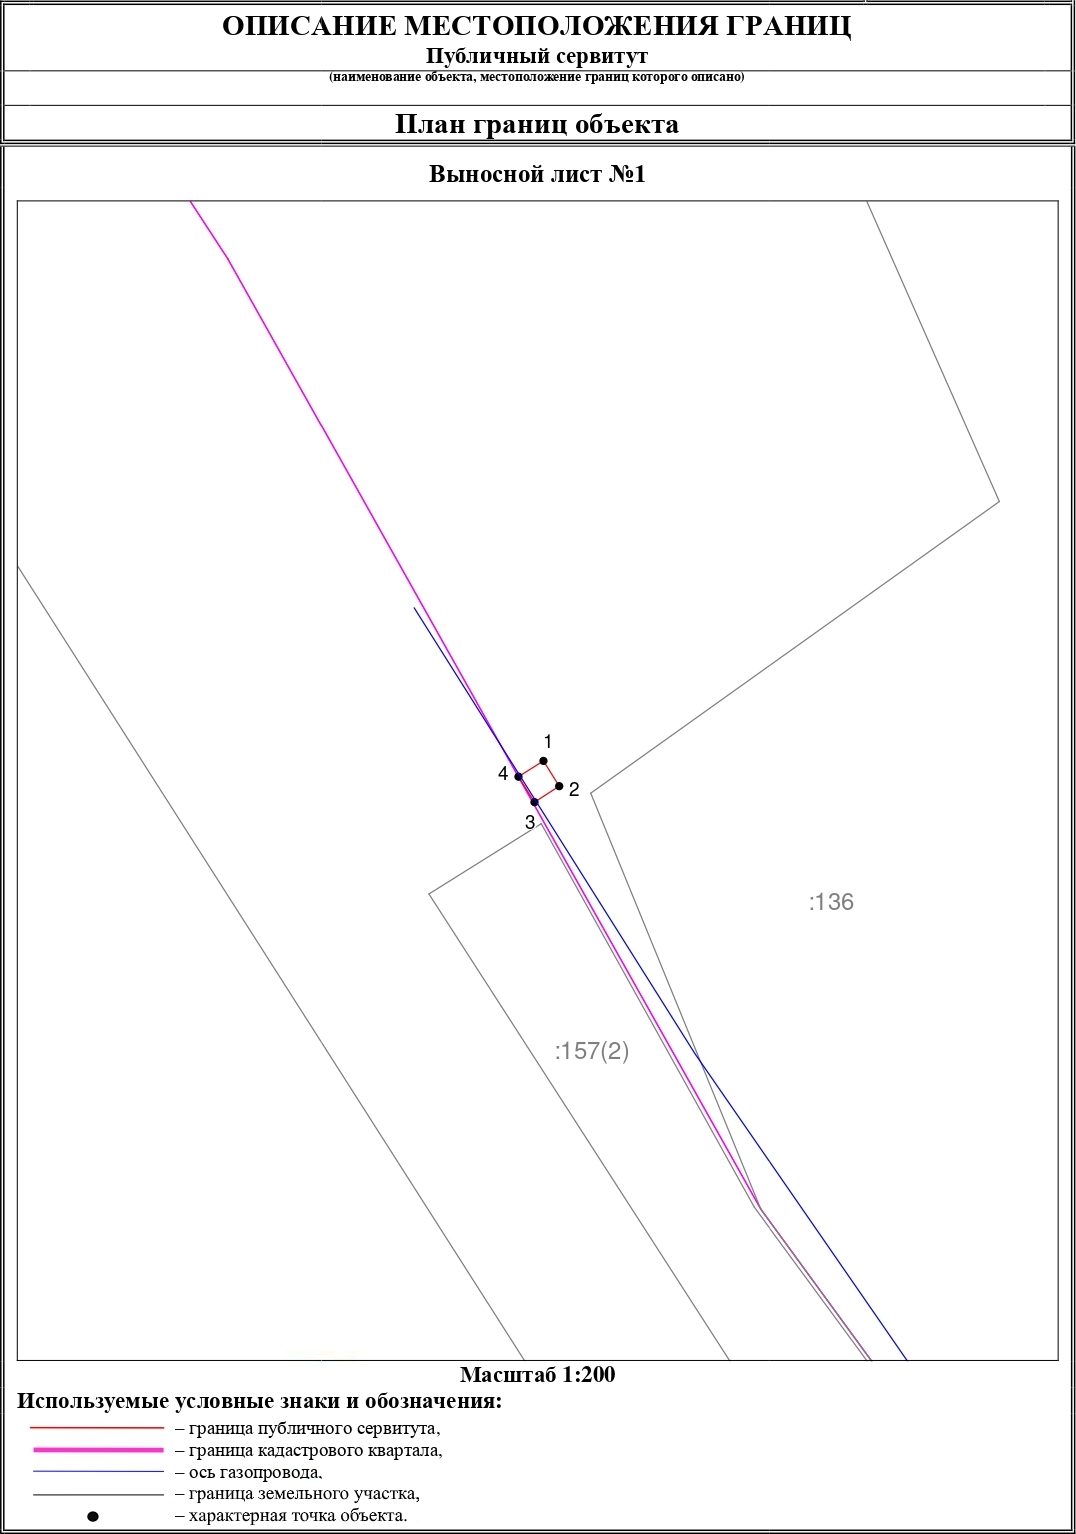 ОПИСАНИЕ МЕСТОПОЛОЖЕНИЯ ГРАНИЦ
Публичный сервитут
(наименование объекта, местоположение границ которого описано)
План границ объекта
Выносной лист №1
1
4
2
3
:136
:157(2)
Масштаб 1:200
Используемые условные знаки и обозначения:
– граница публичного сервитута,
– граница кадастрового квартала,
– ось газопровода,
– граница земельного участка,
– характерная точка объекта.